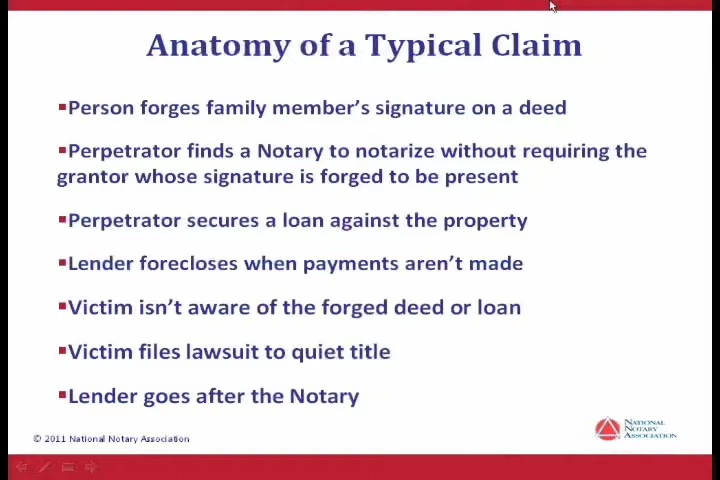 Anatomy of a Typical Claim
▪Person forges family member's signature on a deed
▪Perpetrator finds a Notary to notarize without requiring the
grantor whose signature is forged to be present
▪Perpetrator secures a loan against the property
▪Lender forecloses when payments aren't made
▪Victim isn't aware of the forged deed or loan
▪Victim files lawsuit to quiet title
▪Lender goes after the Notary
© 2011 National Notary Association
NATIONAL
NOTARY
ASSOCIATION